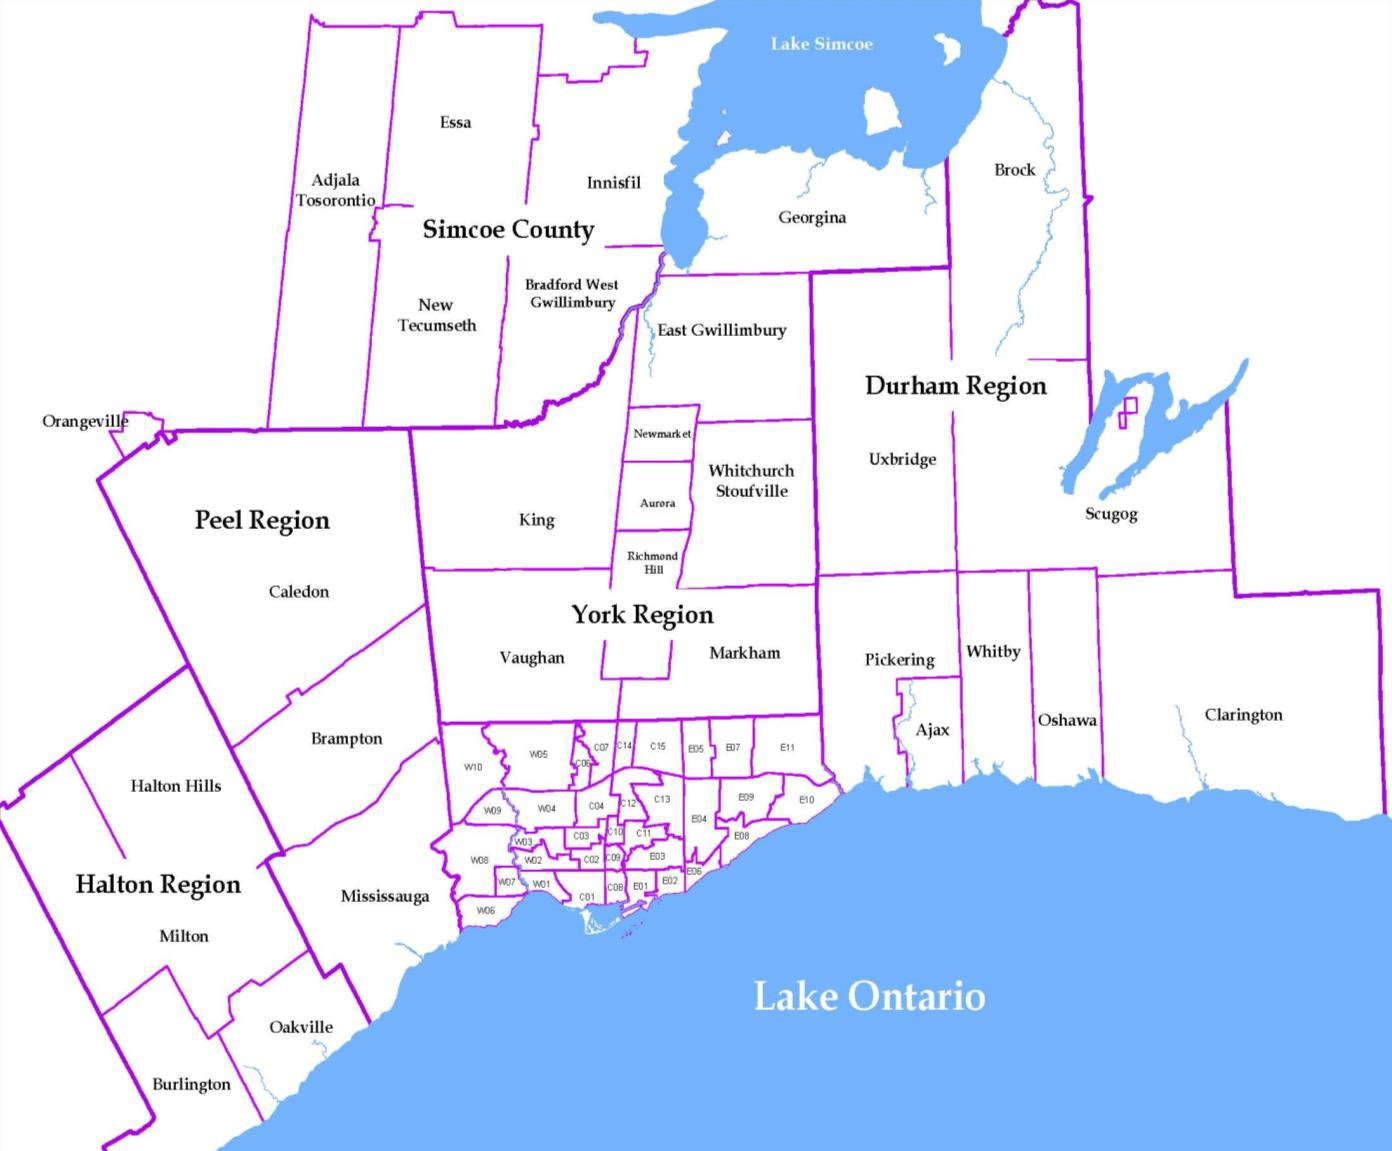 Lake Simcoe
Essa
Brock
Adjala
Tosorontio
Innisfil
Georgina
Simcoe County
Bradford West
Gwillimbury
New
Tecumseth
East Gwillimbury
Durham Region
Orangeville
Newmarket
Uxbridge
Whitchurch
Stoufville
Aurora
Scugog
Peel Region
King
Richmond
Hill
Caledon
York Region
Vaughan
Markham
Pickering
Whitby
Clarington
Oshawa
Ajax
Brampton
Halton Hills
W10
W05
C06
C07
C14
C15
E05
E07
E11
W09
W04
C04
C12
C13
E09
E10
E04
W03
C03
C10
C11
E08
W08
W02
C02
C09
E03
E06
W07
W01
C01
C08
E01
E02
W06
Halton Region
Mississauga
Milton
Lake Ontario
Oakville
Burlington